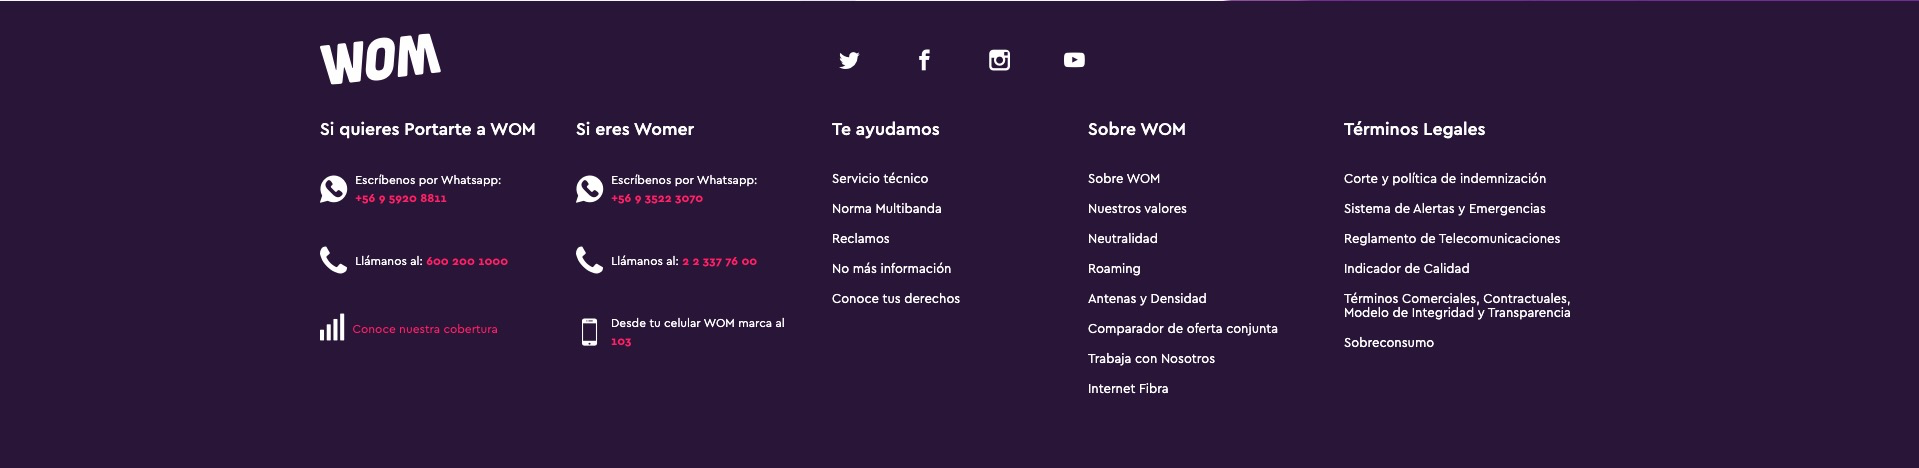 WOM
Si quieres Portarte a WOM
Escríbenos por Whatsapp:
+56 9 5920 8811
Llámanos al: 600 200 1000
Conoce nuestra cobertura
Si eres Womer
Escríbenos por Whatsapp:
+56 9 3522 3070
Llámanos al: 2 2 337 76 00
Desde tu celular WOM marca al
103
Te ayudamos
Servicio técnico
Norma Multibanda
Reclamos
No más información
Conoce tus derechos
Sobre WOM
Sobre WOM
Nuestros valores
Neutralidad
Roaming
Antenas y Densidad
Comparador de oferta conjunta
Trabaja con Nosotros
Internet Fibra
Términos Legales
Corte y política de indemnización
Sistema de Alertas y Emergencias
Reglamento de Telecomunicaciones
Indicador de Calidad
Términos Comerciales, Contractuales,
Modelo de Integridad y Transparencia
Sobreconsumo